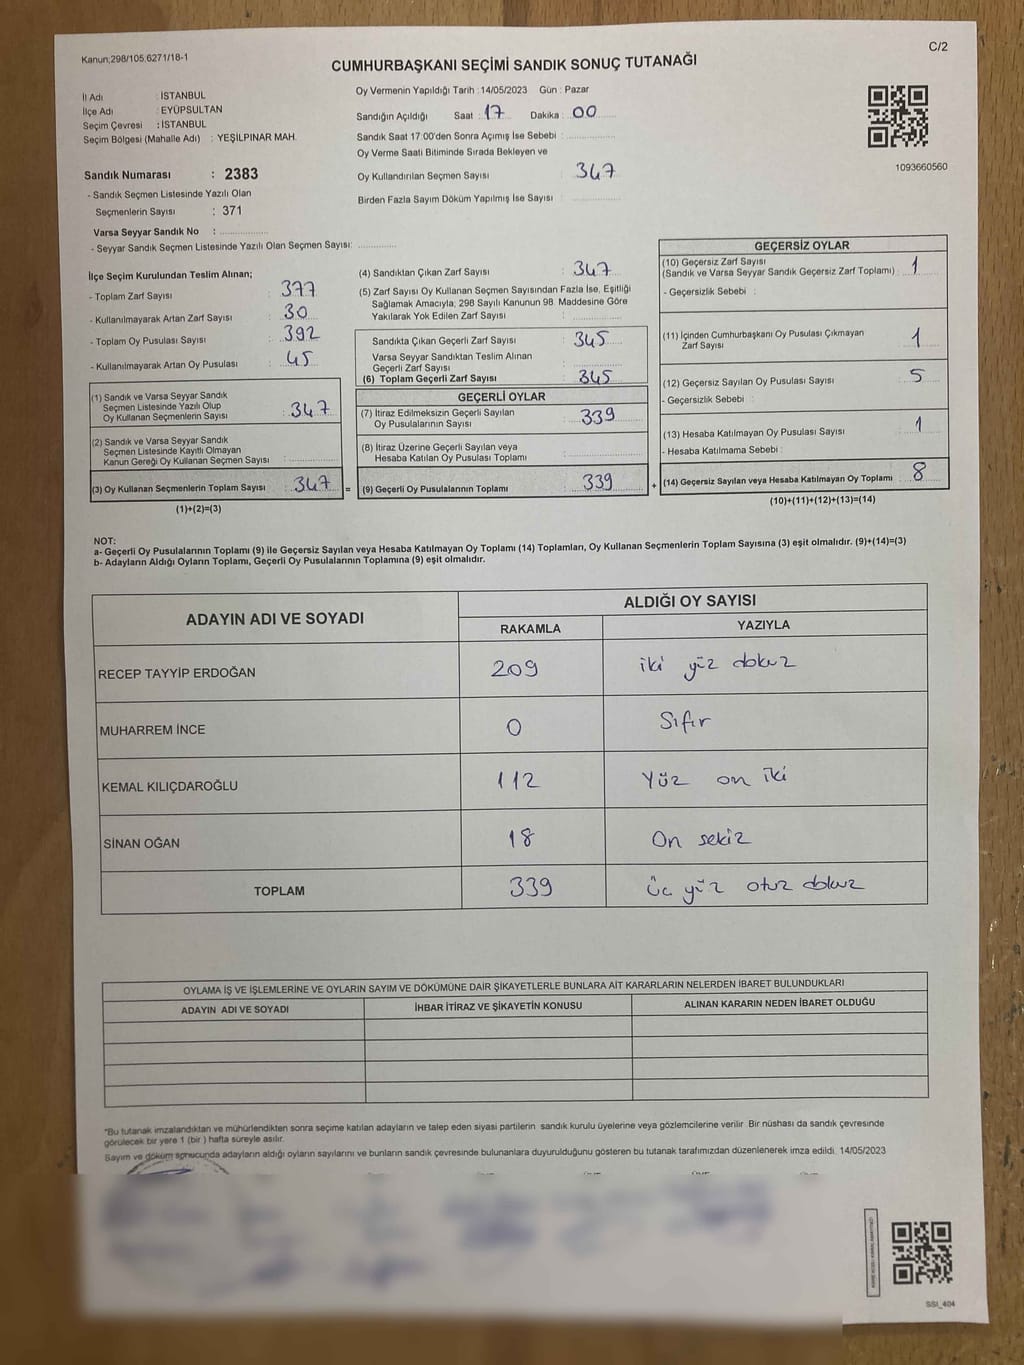 Kanun;298/105,6271/18-1
C/2
CUMHURBAŞKANI SEÇİMİ SANDIK SONUÇ TUTANAĞI
İl Adı : İSTANBUL
İlçe Adı : EYÜPSULTAN
Seçim Çevresi : İSTANBUL
Seçim Bölgesi (Mahalle Adı) : YEŞİLPINAR MAH.
Sandık Numarası : 2383
- Sandık Seçmen Listesinde Yazılı Olan
Seçmenlerin Sayısı : 371
Varsa Seyyar Sandık No :
- Seyyar Sandık Seçmen Listesinde Yazılı Olan Seçmen Sayısı:
Oy Vermenin Yapıldığı Tarih : 14/05/2023 Gün : Pazar
Sandığın Açıldığı Saat : 17 Dakika : 00
Sandık Saat 17:00'den Sonra Açımış İse Sebebi :
Oy Verme Saati Bitiminde Sırada Bekleyen ve
Oy Kullandırılan Seçmen Sayısı : 347
Birden Fazla Sayım Döküm Yapılmış İse Sayısı :
1093660560
İlçe Seçim Kurulundan Teslim Alınan;
- Toplam Zarf Sayısı : 377
- Kullanılmayarak Artan Zarf Sayısı : 30
- Toplam Oy Pusulası Sayısı : 392
- Kullanılmayarak Artan Oy Pusulası : 45
(1) Sandık ve Varsa Seyyar Sandık
Seçmen Listesinde Yazılı Olup
Oy Kullanan Seçmenlerin Sayısı : 347
(2) Sandık ve Varsa Seyyar Sandık
Seçmen Listesinde Kayıtlı Olmayan
Kanun Gereği Oy Kullanan Seçmen Sayısı :
(3) Oy Kullanan Seçmenlerin Toplam Sayısı : 347 =
(1)+(2)=(3)
(4) Sandıktan Çıkan Zarf Sayısı : 347
(5) Zarf Sayısı Oy Kullanan Seçmen Sayısından Fazla İse, Eşitliği
Sağlamak Amacıyla; 298 Sayılı Kanunun 98. Maddesine Göre
Yakılarak Yok Edilen Zarf Sayısı :
Sandıkta Çıkan Geçerli Zarf Sayısı : 345
Varsa Seyyar Sandıktan Teslim Alınan
Geçerli Zarf Sayısı :
(6) Toplam Geçerli Zarf Sayısı : 345
GEÇERLİ OYLAR
(7) İtiraz Edilmeksizin Geçerli Sayılan
Oy Pusulalarının Sayısı : 339
(8) İtiraz Üzerine Geçerli Sayılan veya
Hesaba Katılan Oy Pusulası Toplamı :
(9) Geçerli Oy Pusulalarının Toplamı : 339 +
GEÇERSİZ OYLAR
(10) Geçersiz Zarf Sayısı
(Sandık ve Varsa Seyyar Sandık Geçersiz Zarf Toplamı) : 1
- Geçersizlik Sebebi :
(11) İçinden Cumhurbaşkanı Oy Pusulası Çıkmayan
Zarf Sayısı : 1
(12) Geçersiz Sayılan Oy Pusulası Sayısı : 5
- Geçersizlik Sebebi :
(13) Hesaba Katılmayan Oy Pusulası Sayısı : 1
- Hesaba Katılmama Sebebi :
(14) Geçersiz Sayılan veya Hesaba Katılmayan Oy Toplamı : 8
(10)+(11)+(12)+(13)=(14)
NOT:
a- Geçerli Oy Pusulalarının Toplamı (9) ile Geçersiz Sayılan veya Hesaba Katılmayan Oy Toplamı (14) Toplamları, Oy Kullanan Seçmenlerin Toplam Sayısına (3) eşit olmalıdır. (9)+(14)=(3)
b- Adayların Aldığı Oyların Toplamı, Geçerli Oy Pusulalarının Toplamına (9) eşit olmalıdır.
ADAYIN ADI VE SOYADI
ALDIĞI OY SAYISI
RAKAMLA YAZIYLA
RECEP TAYYİP ERDOĞAN 209 iki yüz dokuz
MUHARREM İNCE 0 Sıfır
KEMAL KILIÇDAROĞLU 112 Yüz on iki
SİNAN OĞAN 18 On sekiz
TOPLAM 339 üç yüz otuz dokuz
OYLAMA İŞ VE İŞLEMLERİNE VE OYLARIN SAYIM VE DÖKÜMÜNE DAİR ŞİKAYETLERLE BUNLARA AİT KARARLARIN NELERDEN İBARET BULUNDUKLARI
ADAYIN ADI VE SOYADI İHBAR İTİRAZ VE ŞİKAYETİN KONUSU ALINAN KARARIN NEDEN İBARET OLDUĞU
*Bu tutanak imzalandıktan ve mühürlendikten sonra seçime katılan adayların ve talep eden siyasi partilerin sandık kurulu üyelerine veya gözlemcilerine verilir. Bir nüshası da sandık çevresinde
görülecek bir yere 1 (bir ) hafta süreyle asılır.
Sayım ve döküm sonucunda adayların aldığı oyların sayılarını ve bunların sandık çevresinde bulunanlara duyurulduğunu gösteren bu tutanak tarafımızdan düzenlenerek imza edildi. 14/05/2023
SSI_404